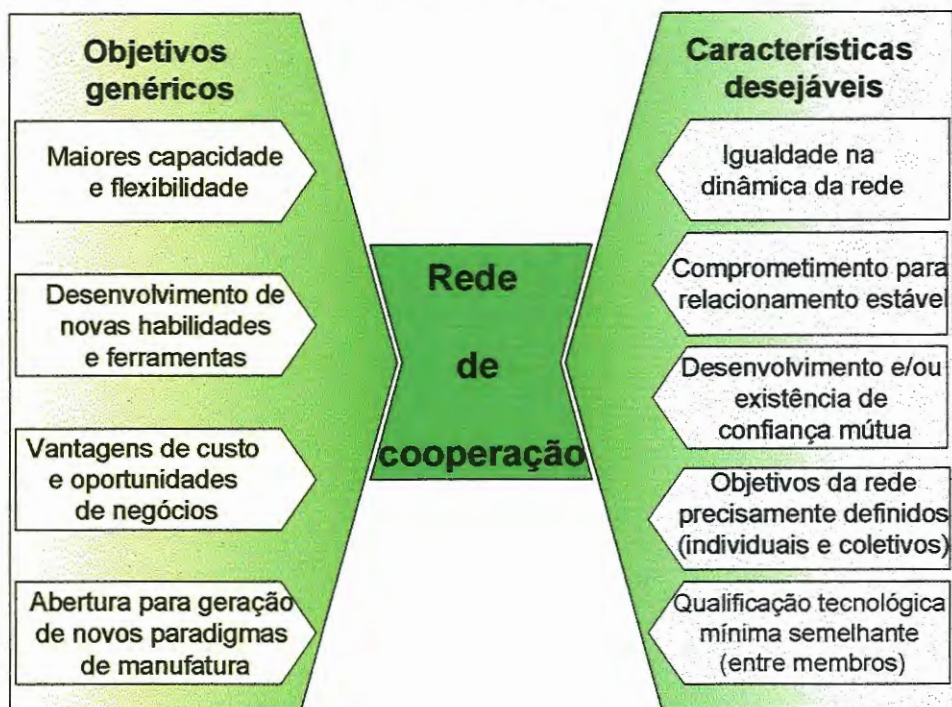 Objetivos
genéricos
Maiores capacidade
e flexibilidade
Desenvolvimento de
novas habilidades
e ferramentas
Vantagens de custo
e oportunidades
de negócios
Abertura para geração
de novos paradigmas
de manufatura
Rede
de
cooperação
Características
desejáveis
Igualdade na
dinâmica da rede
Comprometimento para
relacionamento estável
Desenvolvimento e/ou
existência de
confiança mútua
Objetivos da rede
precisamente definidos
(individuais e coletivos)
Qualificação tecnológica
mínima semelhante
(entre membros)